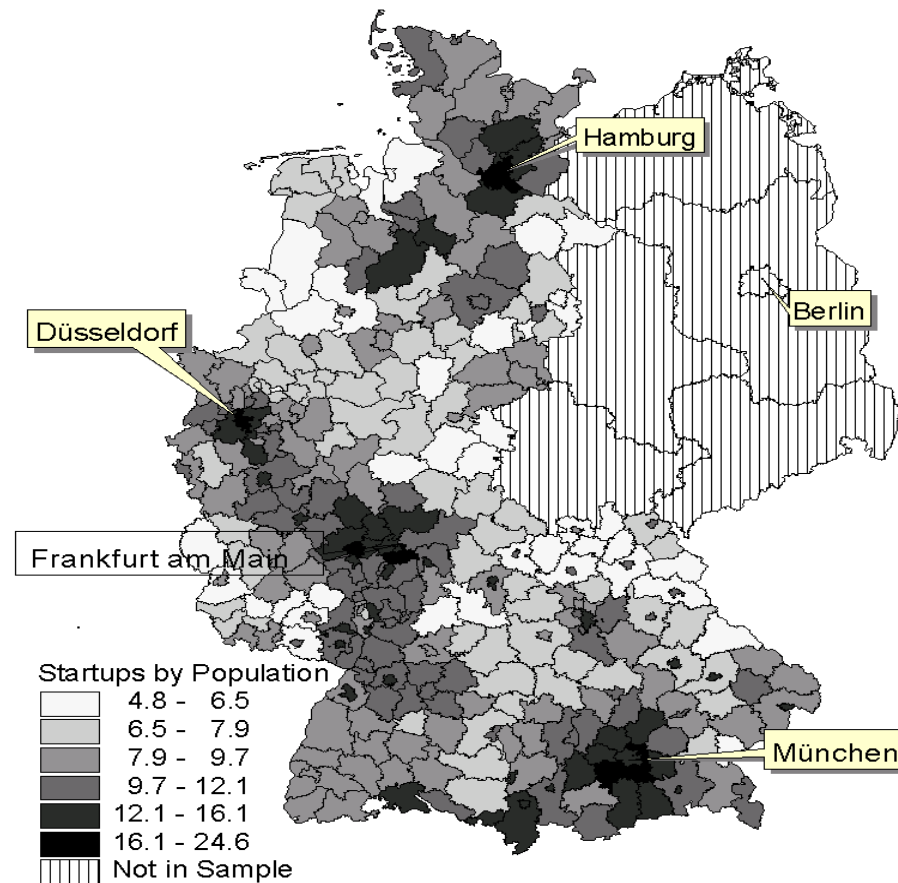 Hamburg
Berlin
Düsseldorf
Frankfurt am Main
München
Startups by Population
4.8 - 6.5
6.5 - 7.9
7.9 - 9.7
9.7 - 12.1
12.1 - 16.1
16.1 - 24.6
Not in Sample